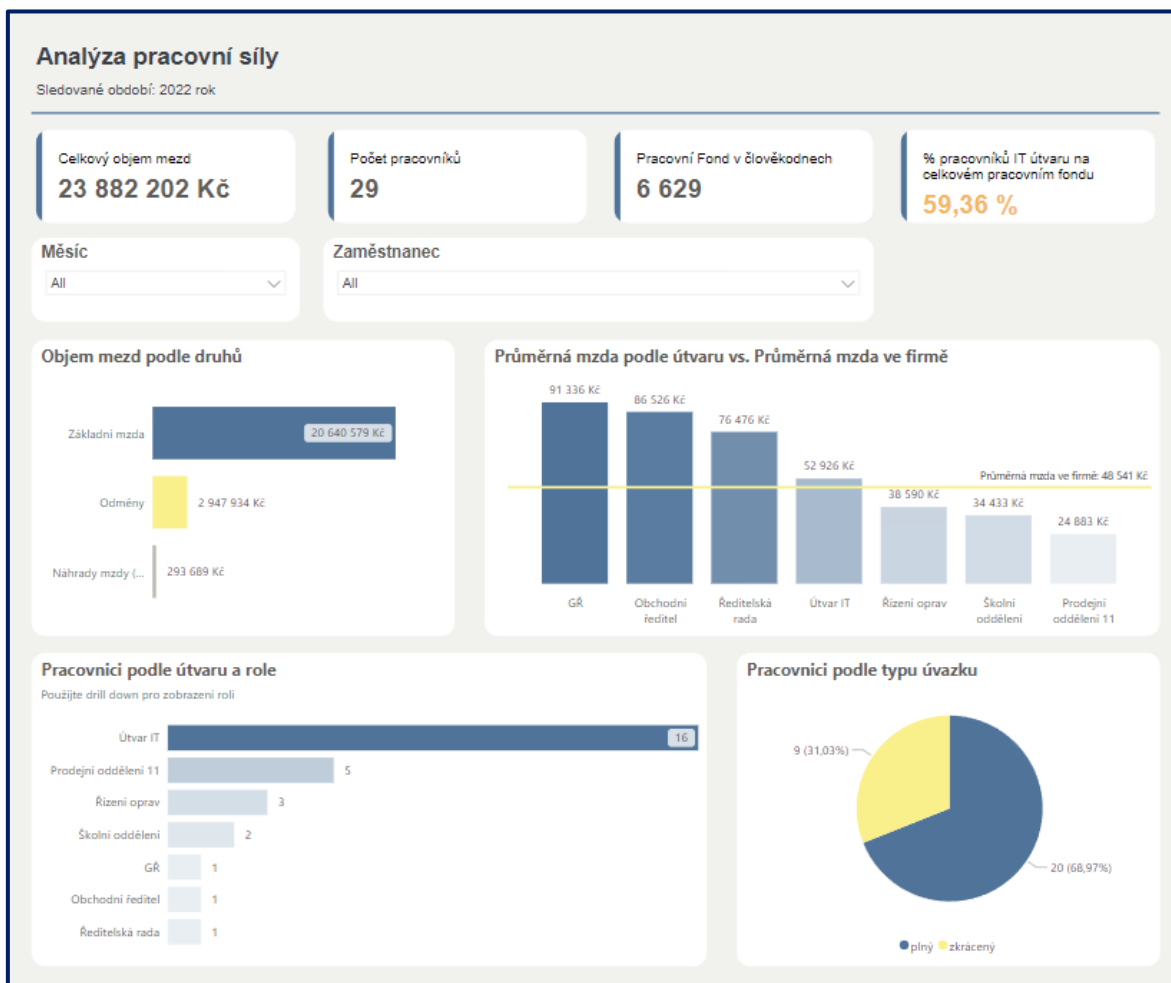 Analýza pracovní síly
Sledované období: 2022 rok
Celkový objem mezd
23 882 202 Kč
Počet pracovníků
29
Pracovní Fond v člověkodnech
6 629
% pracovníků IT útvaru na
celkovém pracovním fondu
59,36 %
Měsíc
All
Zaměstnanec
All
Objem mezd podle druhů
Základní mzda
20 640 579 Kč
Odměny
2 947 934 Kč
Náhrady mzdy (...
293 689 Kč
Průměrná mzda podle útvaru vs. Průměrná mzda ve firmě
91 336 Kč
86 526 Kč
76 476 Kč
52 926 Kč
Průměrná mzda ve firmě: 48 541 Kč
38 590 Kč
34 433 Kč
24 883 Kč
GŘ
Obchodní
ředitel
Ředitelská
rada
Útvar IT
Řízení oprav
Školní
oddělení
Prodejní
oddělení 11
Pracovníci podle útvaru a role
Použijte drill down pro zobrazení rolí
Útvar IT
16
Prodejní oddělení 11
5
Řízení oprav
3
Školní oddělení
2
GŘ
1
Obchodní ředitel
1
Ředitelská rada
1
Pracovníci podle typu úvazku
9 (31,03%)
20 (68,97%)
plný
zkrácený